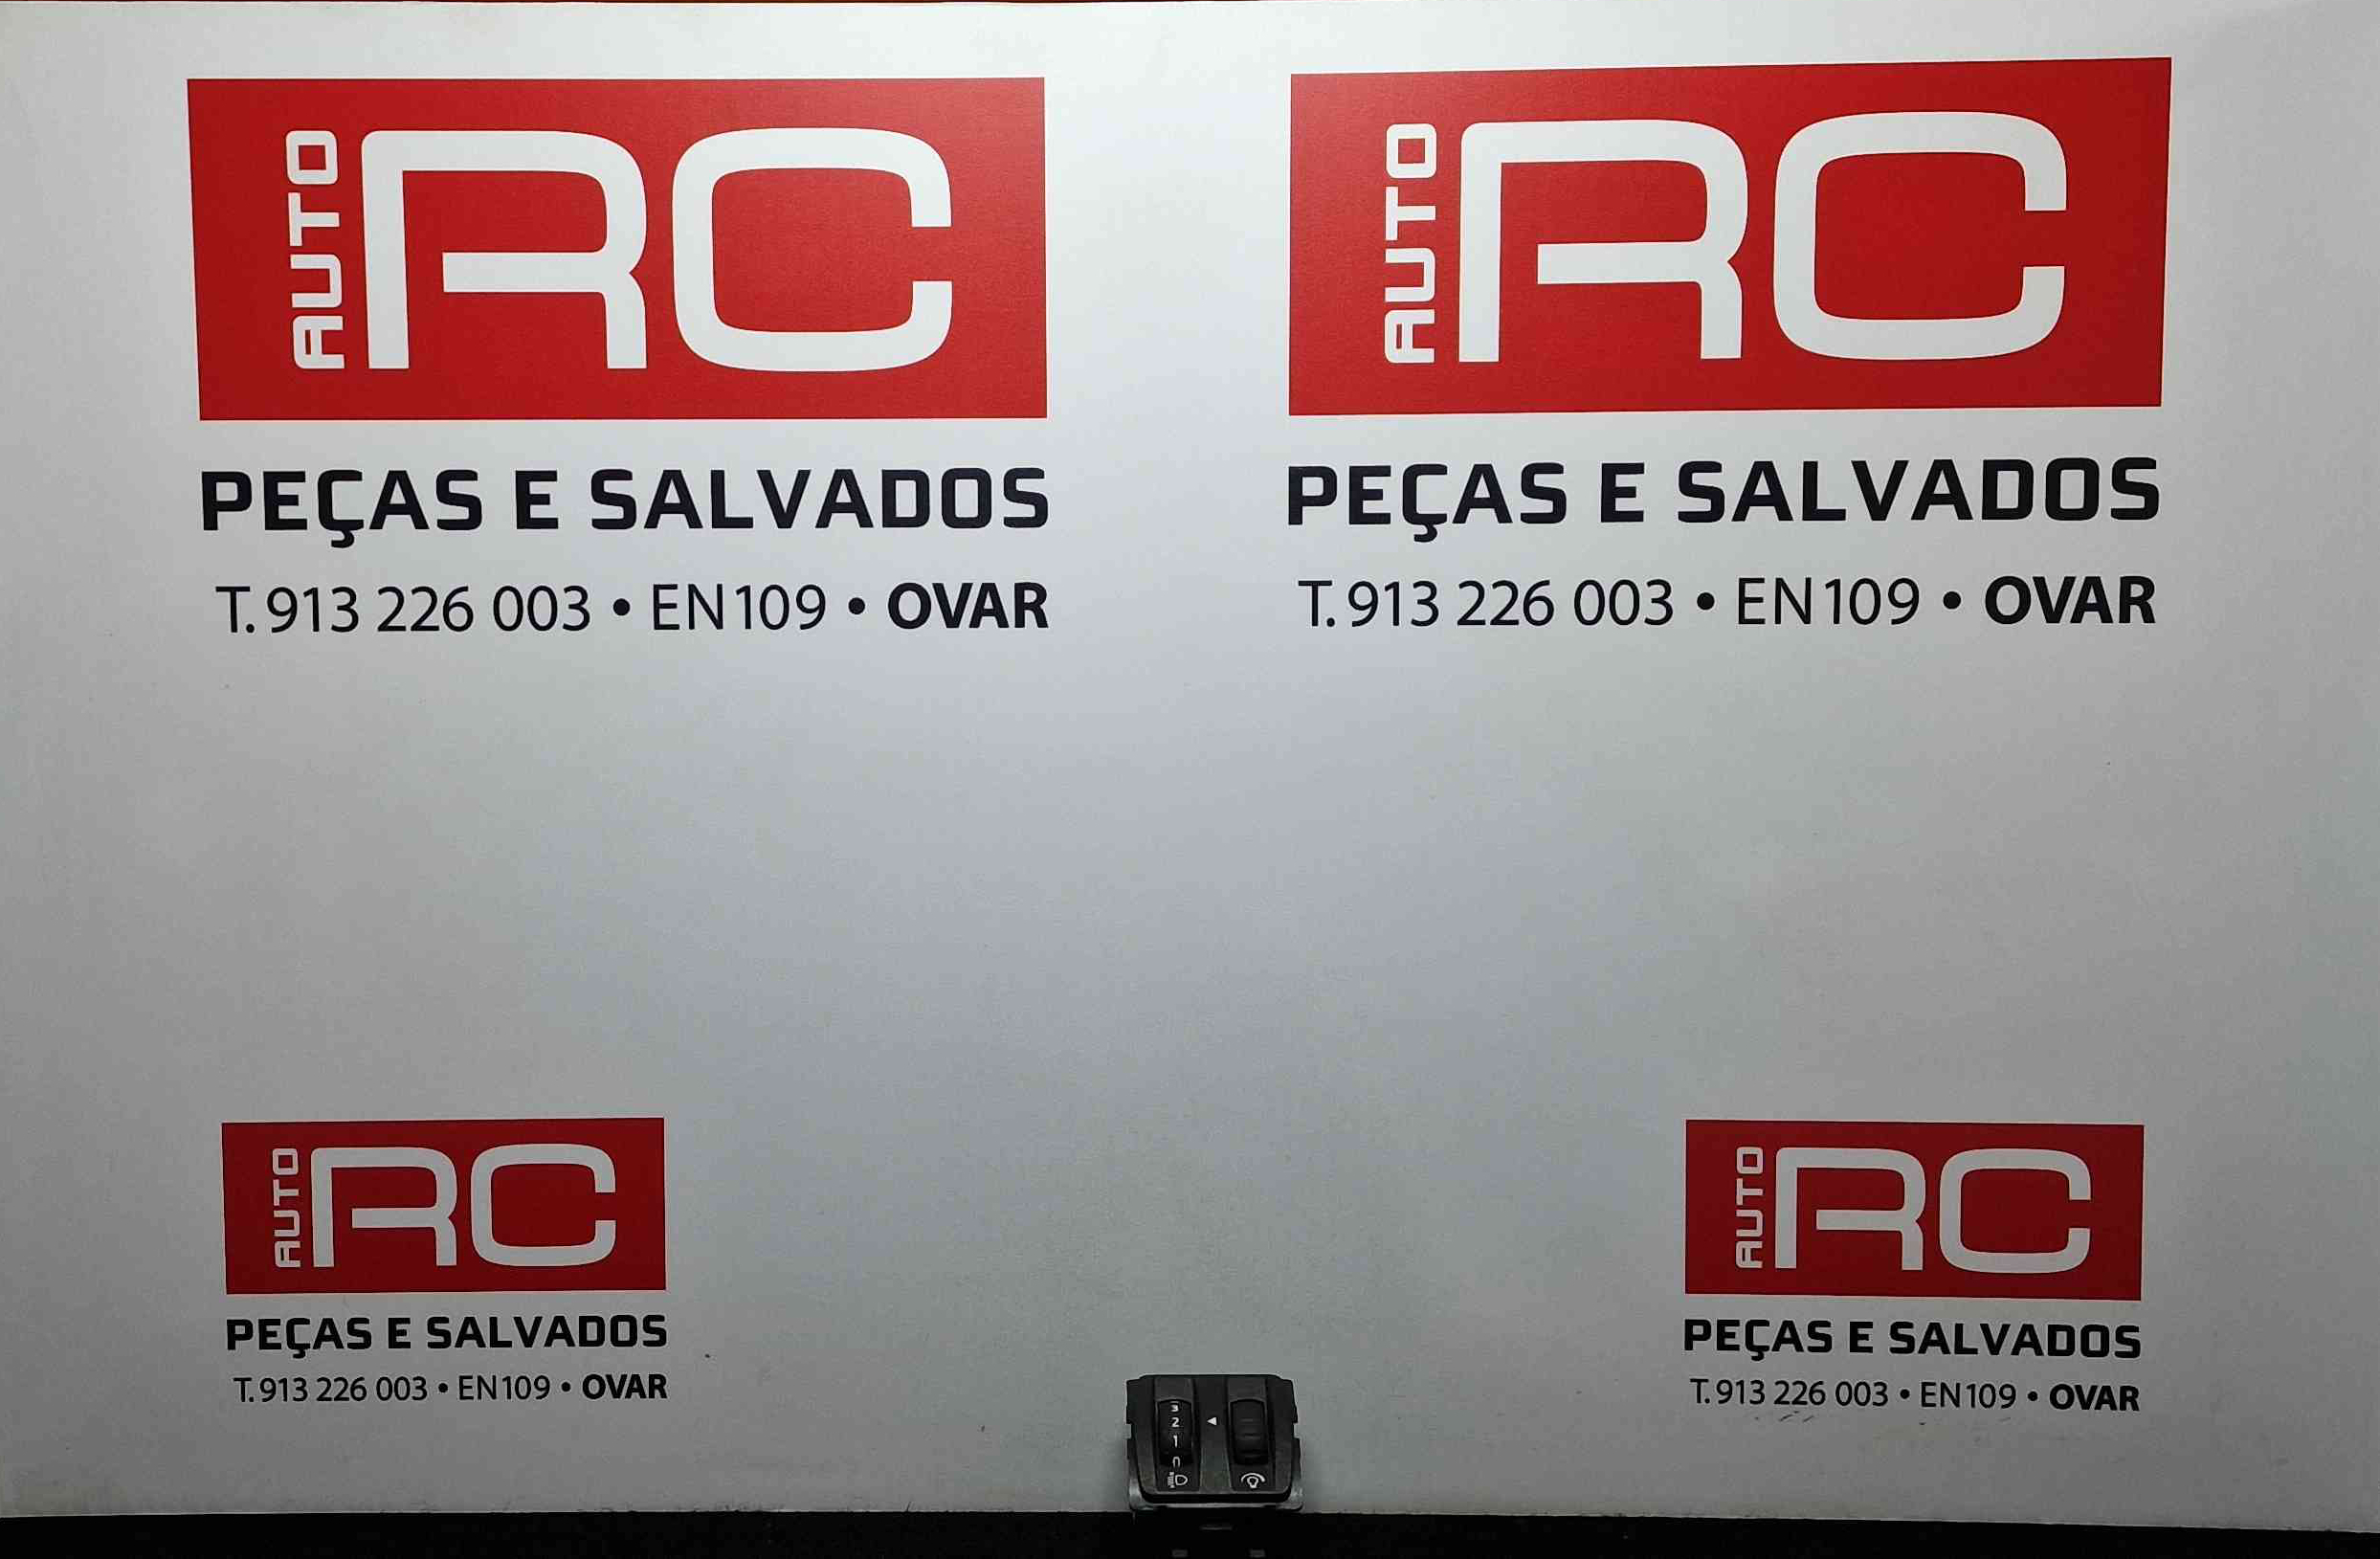 AUTO RC
PEÇAS E SALVADOS
T. 913 226 003 • EN109 • OVAR
AUTO RC
PEÇAS E SALVADOS
T. 913 226 003 • EN109 • OVAR
AUTO RC
PEÇAS E SALVADOS
T. 913 226 003 • EN109 • OVAR
3
2
1
0
AUTO RC
PEÇAS E SALVADOS
T. 913 226 003 • EN109 • OVAR